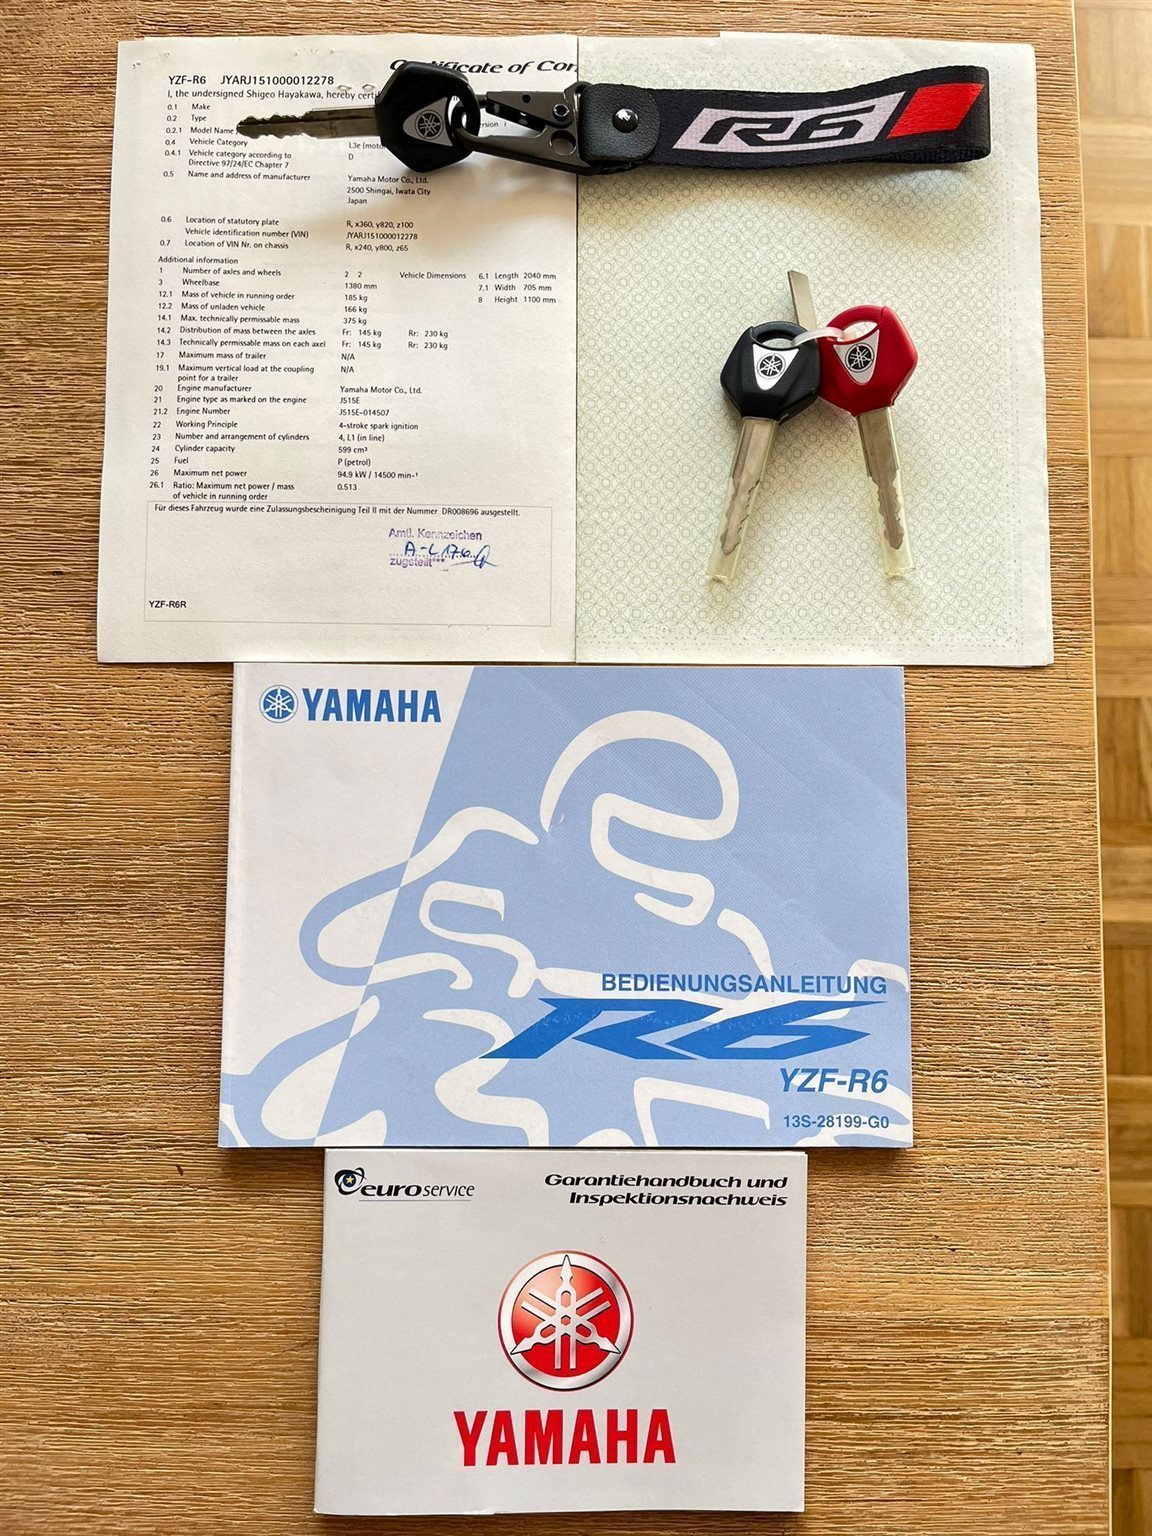 Certificate of Con
YZF-R6 JYARJ151000012278
I, the undersigned Shigeo Hayakawa, hereby certi
0.1 Make
0.2 Type
0.2.1 Model Name
0.4 Vehicle Category L3e (moto
0.4.1 Vehicle category according to D
Directive 97/24/EC Chapter 7
0.5 Name and address of manufacturer Yamaha Motor Co., Ltd.
2500 Shingai, Iwata City
Japan
0.6 Location of statutory plate R, x360, y820, z100
Vehicle identification number (VIN) JYARJ151000012278
0.7 Location of VIN Nr. on chassis R, x240, y800, z65
Additional information
1 Number of axles and wheels 2 2 Vehicle Dimensions 6.1 Length 2040 mm
3 Wheelbase 1380 mm 7.1 Width 705 mm
12.1 Mass of vehicle in running order 185 kg 8 Height 1100 mm
12.2 Mass of unladen vehicle 166 kg
14.1 Max. technically permissable mass 375 kg
14.2 Distribution of mass between the axles Fr: 145 kg Rr: 230 kg
14.3 Technically permissable mass on each axel Fr: 145 kg Rr: 230 kg
17 Maximum mass of trailer N/A
19.1 Maximum vertical load at the coupling N/A
point for a trailer
20 Engine manufacturer Yamaha Motor Co., Ltd.
21 Engine type as marked on the engine J515E
21.2 Engine Number J515E-014507
22 Working Principle 4-stroke spark ignition
23 Number and arrangement of cylinders 4, L1 (in line)
24 Cylinder capacity 599 cm³
25 Fuel P (petrol)
26 Maximum net power 94.9 kW / 14500 min-¹
26.1 Ratio: Maximum net power / mass 0.513
of vehicle in running order
Für dieses Fahrzeug wurde eine Zulassungsbescheinigung Teil II mit der Nummer DR008696 ausgestellt.
Amtl. Kennzeichen
zugeteilt***
YZF-R6R
R6
YAMAHA
BEDIENUNGSANLEITUNG
R6
YZF-R6
13S-28199-G0
euroservice
Garantiehandbuch und
Inspektionsnachweis
YAMAHA